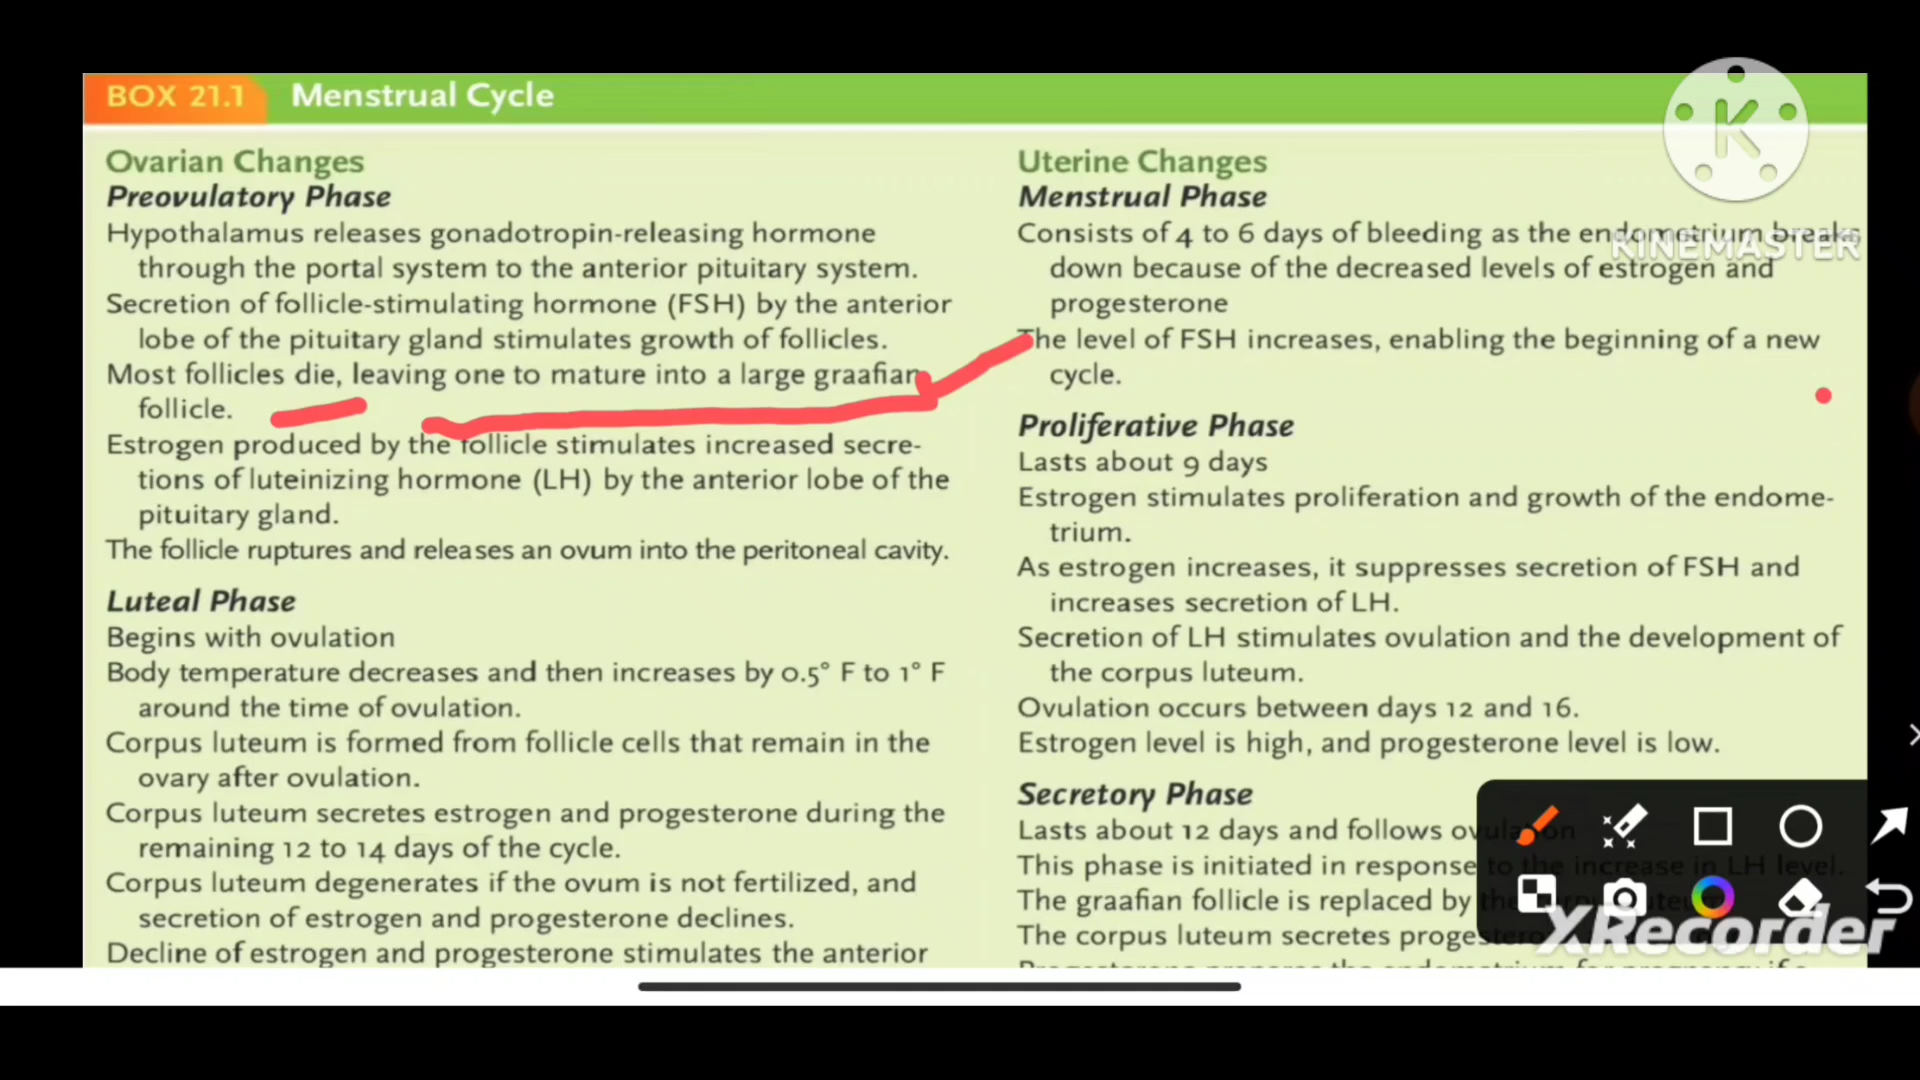 BOX 21.1 Menstrual Cycle
Ovarian Changes
Preovulatory Phase
Hypothalamus releases gonadotropin-releasing hormone
through the portal system to the anterior pituitary system.
Secretion of follicle-stimulating hormone (FSH) by the anterior
lobe of the pituitary gland stimulates growth of follicles.
Most follicles die, leaving one to mature into a large graafian
follicle.
Estrogen produced by the follicle stimulates increased secre-
tions of luteinizing hormone (LH) by the anterior lobe of the
pituitary gland.
The follicle ruptures and releases an ovum into the peritoneal cavity.
Luteal Phase
Begins with ovulation
Body temperature decreases and then increases by 0.5° F to 1° F
around the time of ovulation.
Corpus luteum is formed from follicle cells that remain in the
ovary after ovulation.
Corpus luteum secretes estrogen and progesterone during the
remaining 12 to 14 days of the cycle.
Corpus luteum degenerates if the ovum is not fertilized, and
secretion of estrogen and progesterone declines.
Decline of estrogen and progesterone stimulates the anterior
Uterine Changes
Menstrual Phase
Consists of 4 to 6 days of bleeding as the endometrium breaks
down because of the decreased levels of estrogen and
progesterone
The level of FSH increases, enabling the beginning of a new
cycle.
Proliferative Phase
Lasts about 9 days
Estrogen stimulates proliferation and growth of the endome-
trium.
As estrogen increases, it suppresses secretion of FSH and
increases secretion of LH.
Secretion of LH stimulates ovulation and the development of
the corpus luteum.
Ovulation occurs between days 12 and 16.
Estrogen level is high, and progesterone level is low.
Secretory Phase
Lasts about 12 days and follows ovulation
This phase is initiated in response to the increase in LH level.
The graafian follicle is replaced by the
The corpus luteum secretes progesterone
K
KINEMASTER
XRecorder